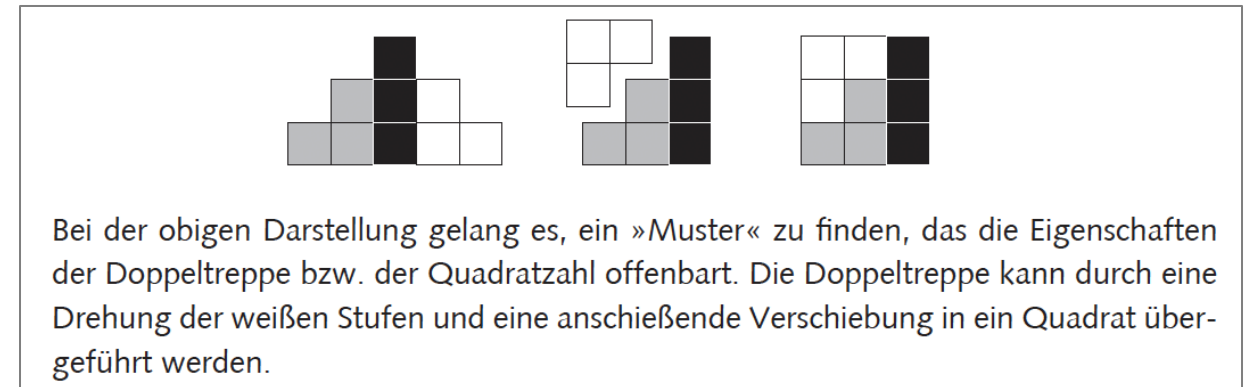 Bei der obigen Darstellung gelang es, ein »Muster« zu finden, das die Eigenschaften
der Doppeltreppe bzw. der Quadratzahl offenbart. Die Doppeltreppe kann durch eine
Drehung der weißen Stufen und eine anschießende Verschiebung in ein Quadrat über-
geführt werden.